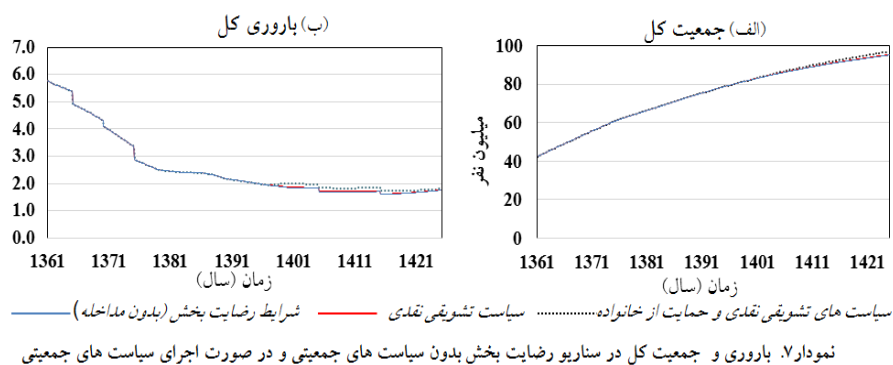 (الف) جمعیت کل
100
80
60
40
20
0
میلیون نفر
1361 1371 1381 1391 1401 1411 1421
زمان (سال)
(ب) باروری کل
7.0
6.0
5.0
4.0
3.0
2.0
1.0
0.0
1361 1371 1381 1391 1401 1411 1421
زمان (سال)
سیاست های تشویقی نقدی و حمایت از خانواده سیاست تشویقی نقدی شرایط رضایت بخش (بدون مداخله)
نمودار۷. باروری و جمعیت کل در سناریو رضایت بخش بدون سیاست های جمعیتی و در صورت اجرای سیاست های جمعیتی